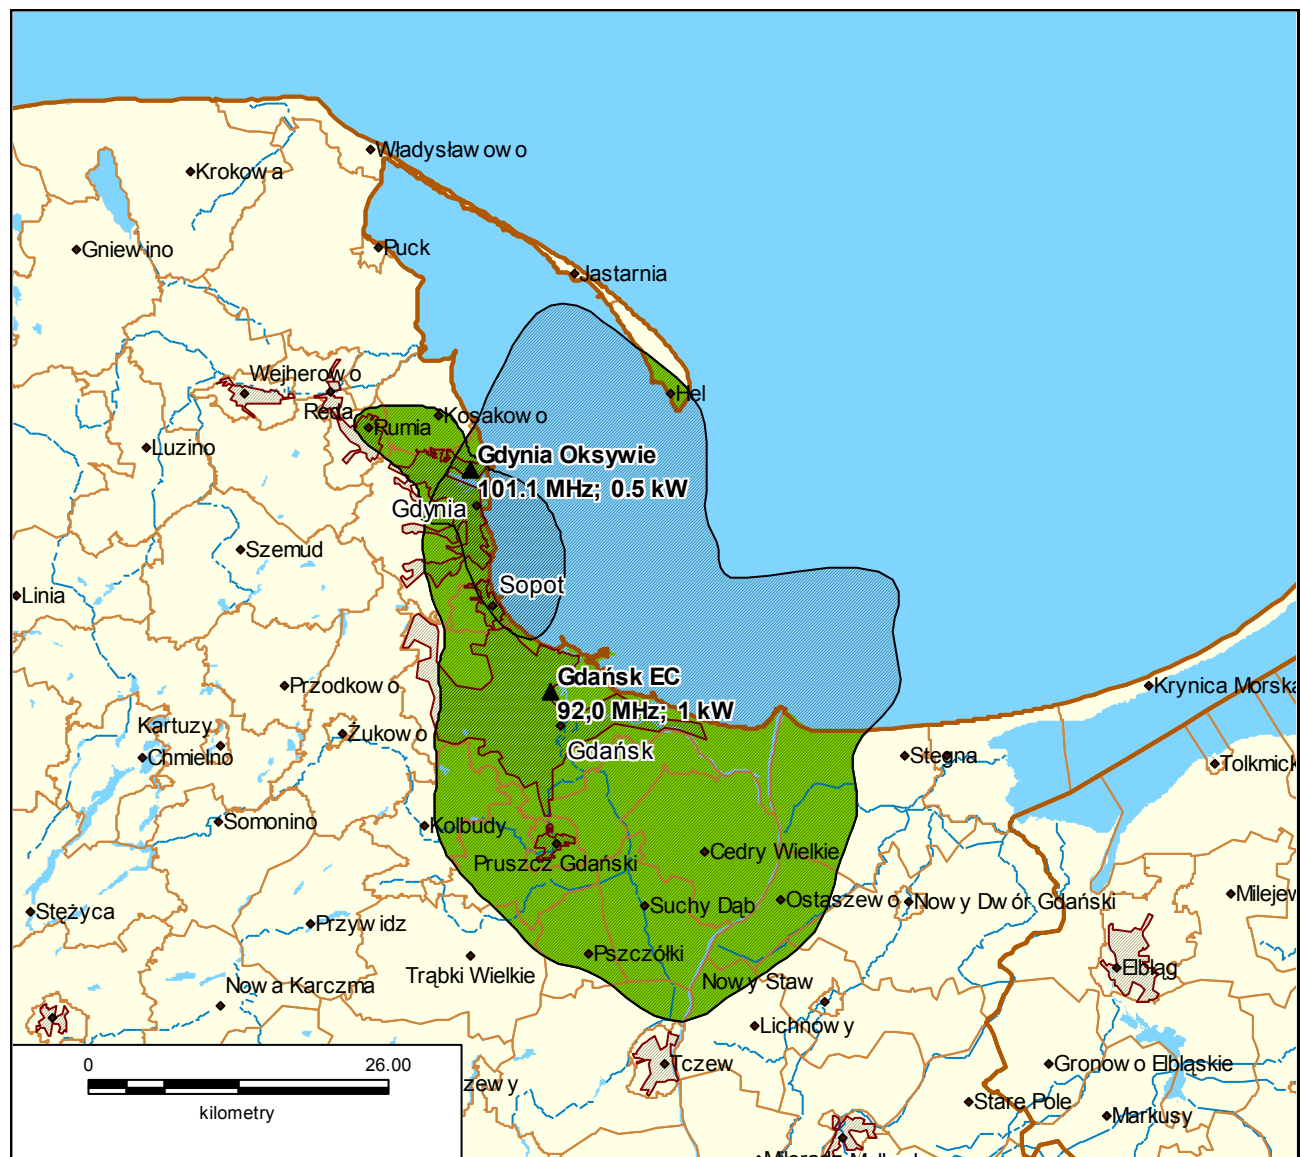 Władysławowo
Krokowa
Gniewino
Puck
Jastarnia
Wejherowo
Hel
Reda
Kosakowo
Rumia
Luzino
Gdynia Oksywie
101.1 MHz; 0.5 kW
Gdynia
Szemud
Sopot
Linia
Gdańsk EC
92,0 MHz; 1 kW
Przodkowo
Krynica Morska
Kartuzy
Żukowo
Gdańsk
Chmielno
Stegna
Tolkmick
Somonino
Kolbudy
Cedry Wielkie
Pruszcz Gdański
Milejew
Suchy Dąb
Ostaszewo
Nowy Dwór Gdański
Stężyca
Przywidz
Pszczółki
Elbląg
Trąbki Wielkie
Nowy Staw
Nowa Karczma
Lichnowy
Tczew
Gronowo Elbląskie
0 26.00
kilometry
zewy
Stare Pole
Markusy